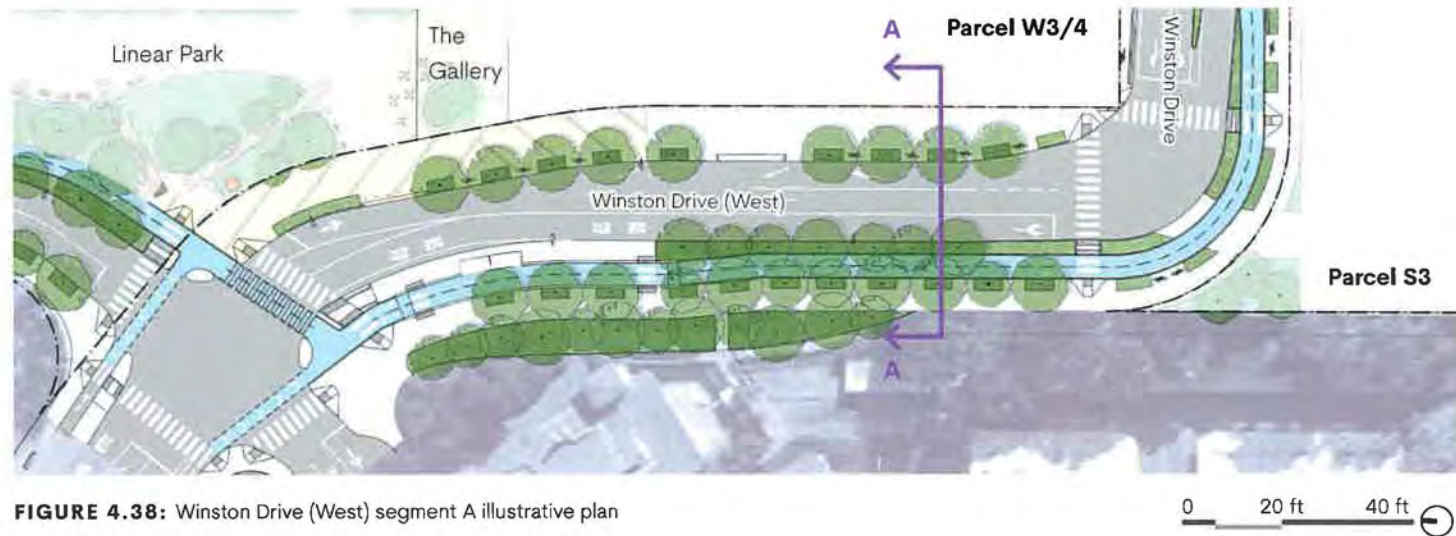 Linear Park
The
Gallery
A
Parcel W3/4
Winston Drive
Winston Drive (West)
Parcel S3
A
FIGURE 4.38: Winston Drive (West) segment A illustrative plan
0 20 ft 40 ft